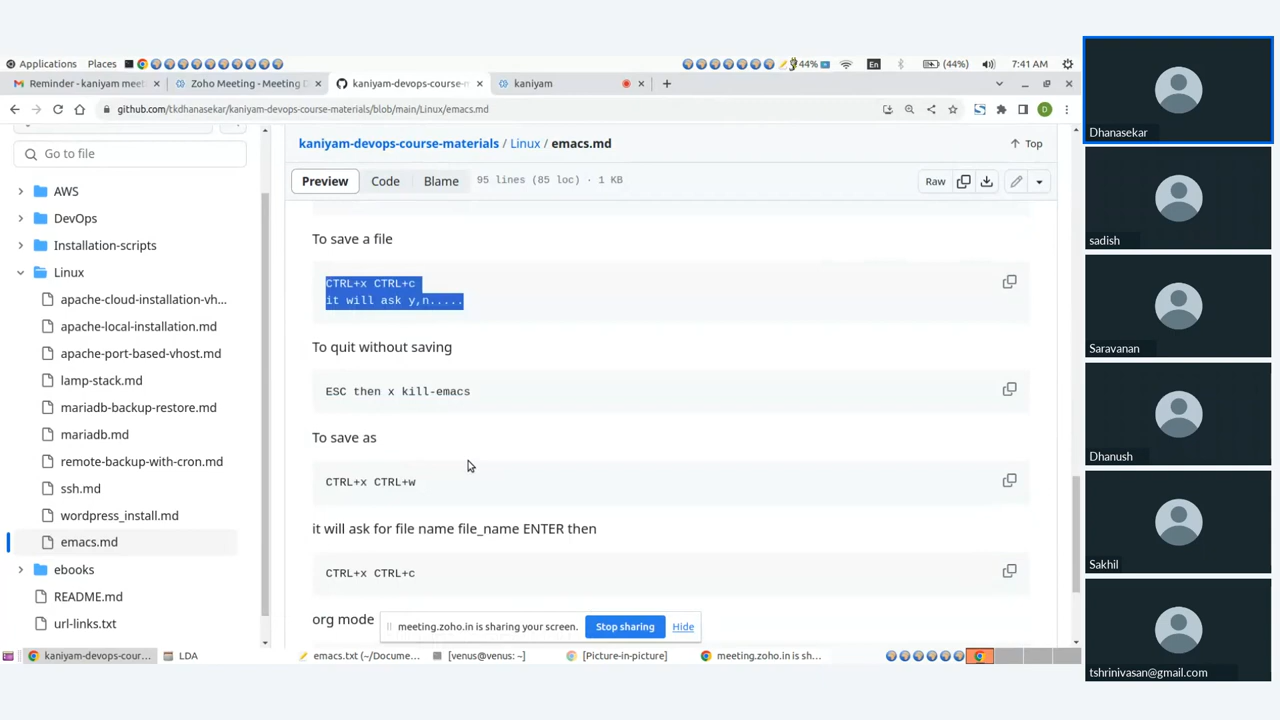 Applications Places 44% En (44%) 7:41 AM
Reminder - kaniyam meet Zoho Meeting - Meeting kaniyam-devops-course-m kaniyam
github.com/tkdhanasekar/kaniyam-devops-course-materials/blob/main/Linux/emacs.md
Go to file
AWS
DevOps
Installation-scripts
Linux
apache-cloud-installation-vh...
apache-local-installation.md
apache-port-based-vhost.md
lamp-stack.md
mariadb-backup-restore.md
mariadb.md
remote-backup-with-cron.md
ssh.md
wordpress_install.md
emacs.md
ebooks
README.md
url-links.txt
kaniyam-devops-course-materials / Linux / emacs.md Top
Preview Code Blame 95 lines (85 loc) · 1 KB Raw
To save a file
CTRL+x CTRL+c
it will ask y,n.....
To quit without saving
ESC then x kill-emacs
To save as
CTRL+x CTRL+w
it will ask for file name file_name ENTER then
CTRL+x CTRL+c
org mode
meeting.zoho.in is sharing your screen. Stop sharing Hide
kaniyam-devops-cour... LDA emacs.txt (~/Docume... [venus@venus: ~] [Picture-in-picture] meeting.zoho.in is sh...
Dhanasekar
sadish
Saravanan
Dhanush
Sakhil
tshrinivasan@gmail.com